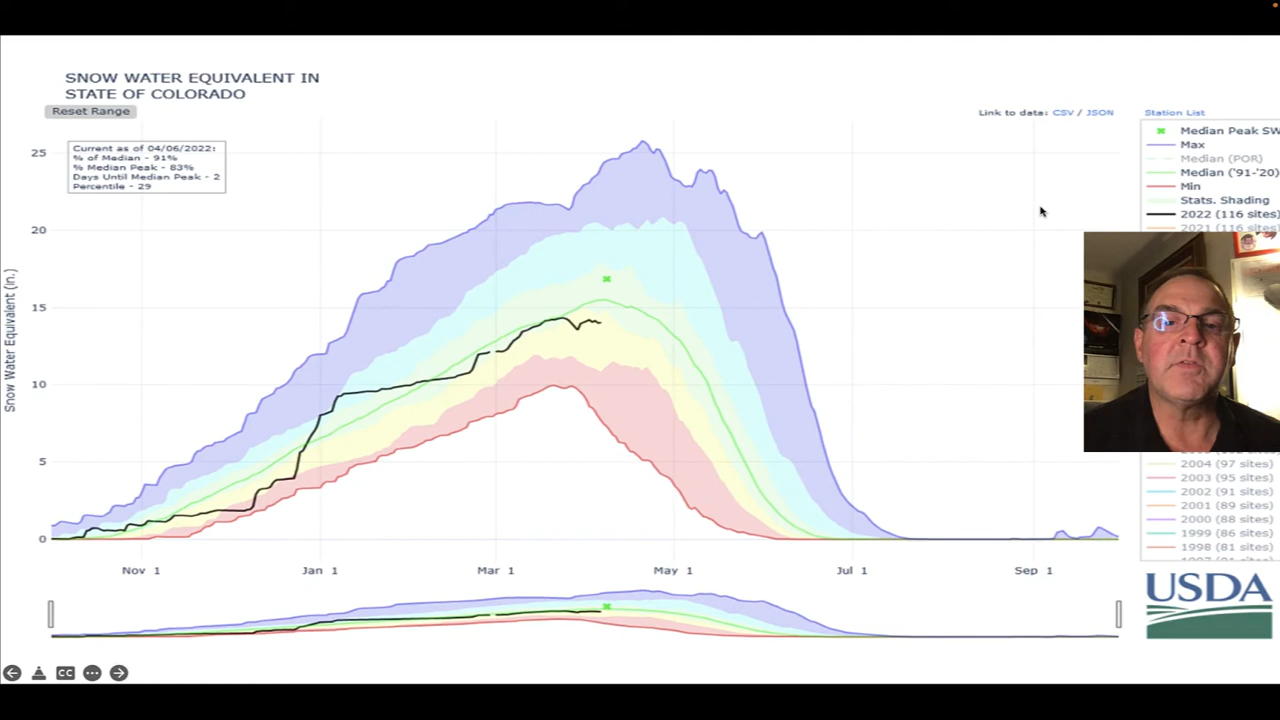 SNOW WATER EQUIVALENT IN
STATE OF COLORADO
Reset Range
Link to data: CSV / JSON
Station List
Current as of 04/06/2022:
% of Median - 91%
% Median Peak - 83%
Days Until Median Peak - 2
Percentile - 29
Median Peak SW
Max
Median (POR)
Median ('91-'20)
Min
Stats. Shading
2022 (116 sites)
2021 (116 sites)
2004 (97 sites)
2003 (95 sites)
2002 (91 sites)
2001 (89 sites)
2000 (88 sites)
1999 (86 sites)
1998 (81 sites)
Snow Water Equivalent (in.)
25
20
15
10
5
0
Nov 1
Jan 1
Mar 1
May 1
Jul 1
Sep 1
USDA
CC